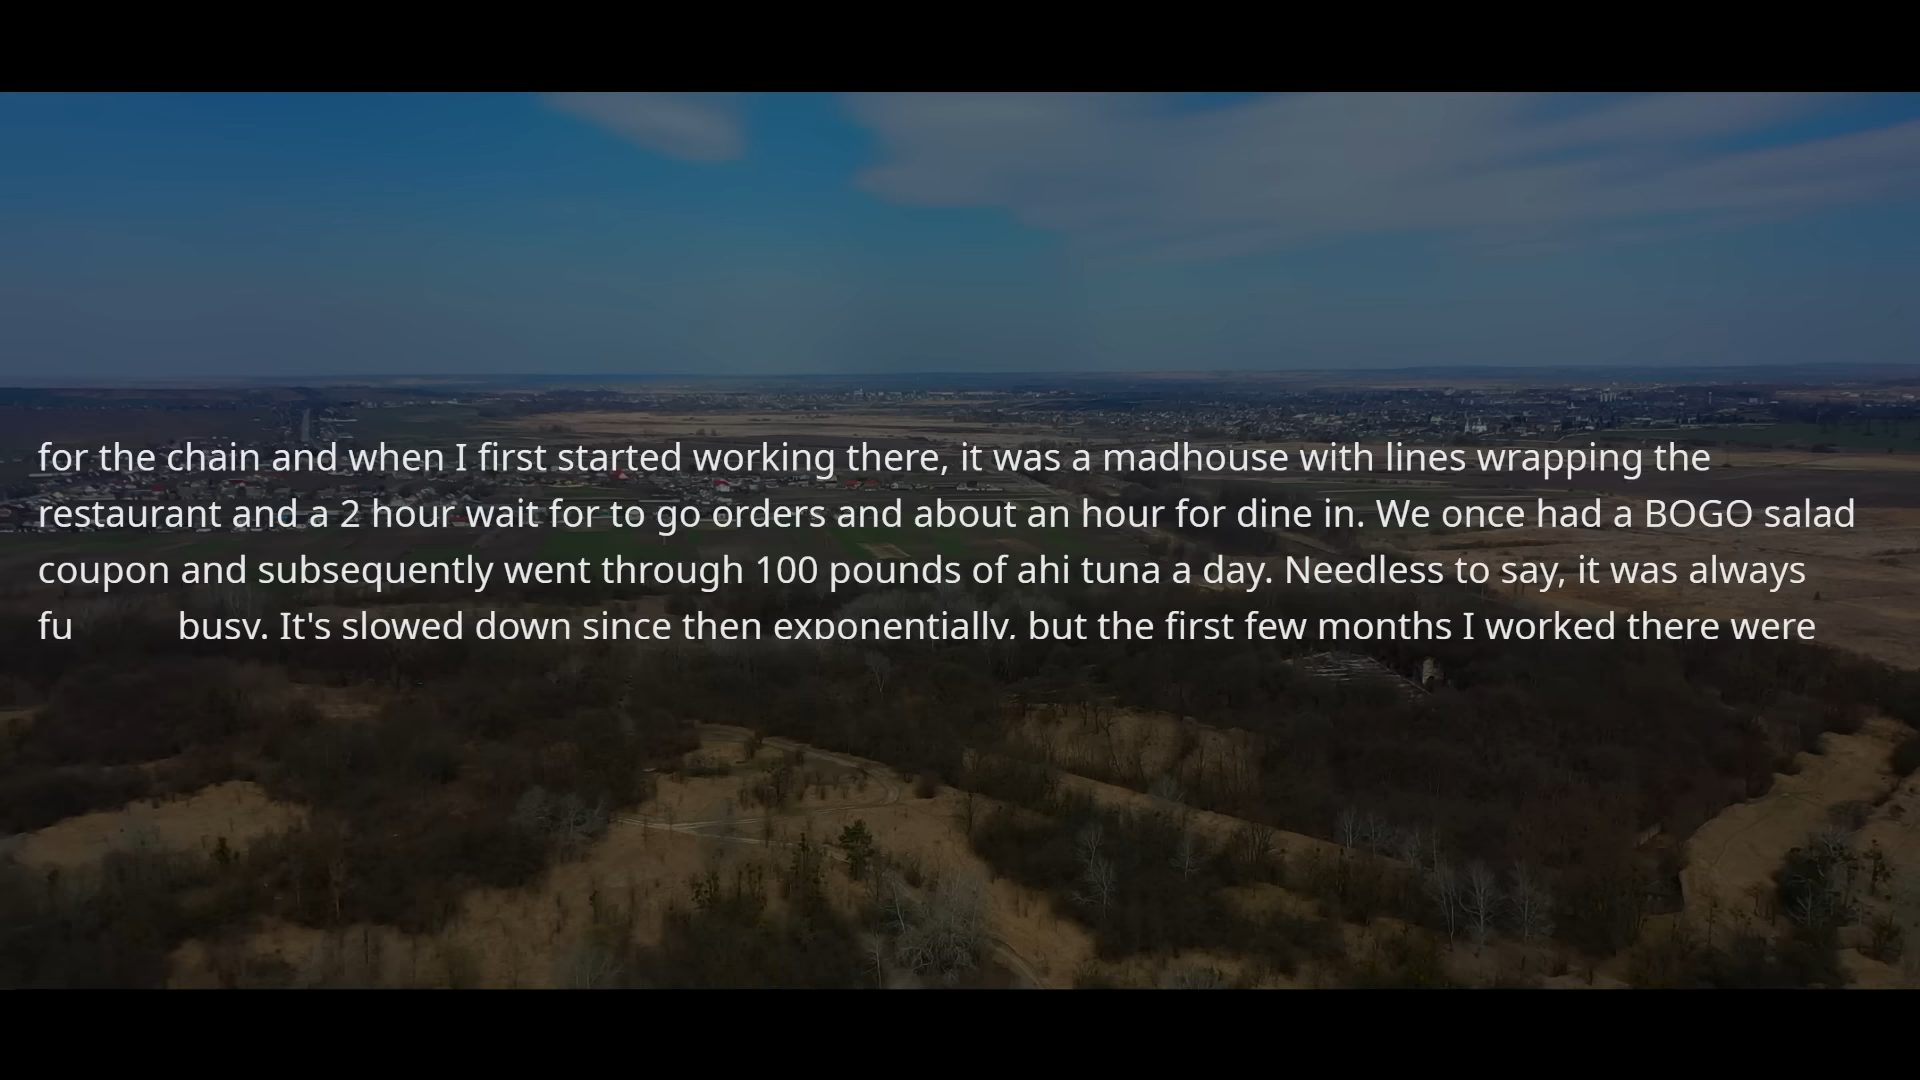 for the chain and when I first started working there, it was a madhouse with lines wrapping the
restaurant and a 2 hour wait for to go orders and about an hour for dine in. We once had a BOGO salad
coupon and subsequently went through 100 pounds of ahi tuna a day. Needless to say, it was always
fu busy. It's slowed down since then exponentially, but the first few months I worked there were